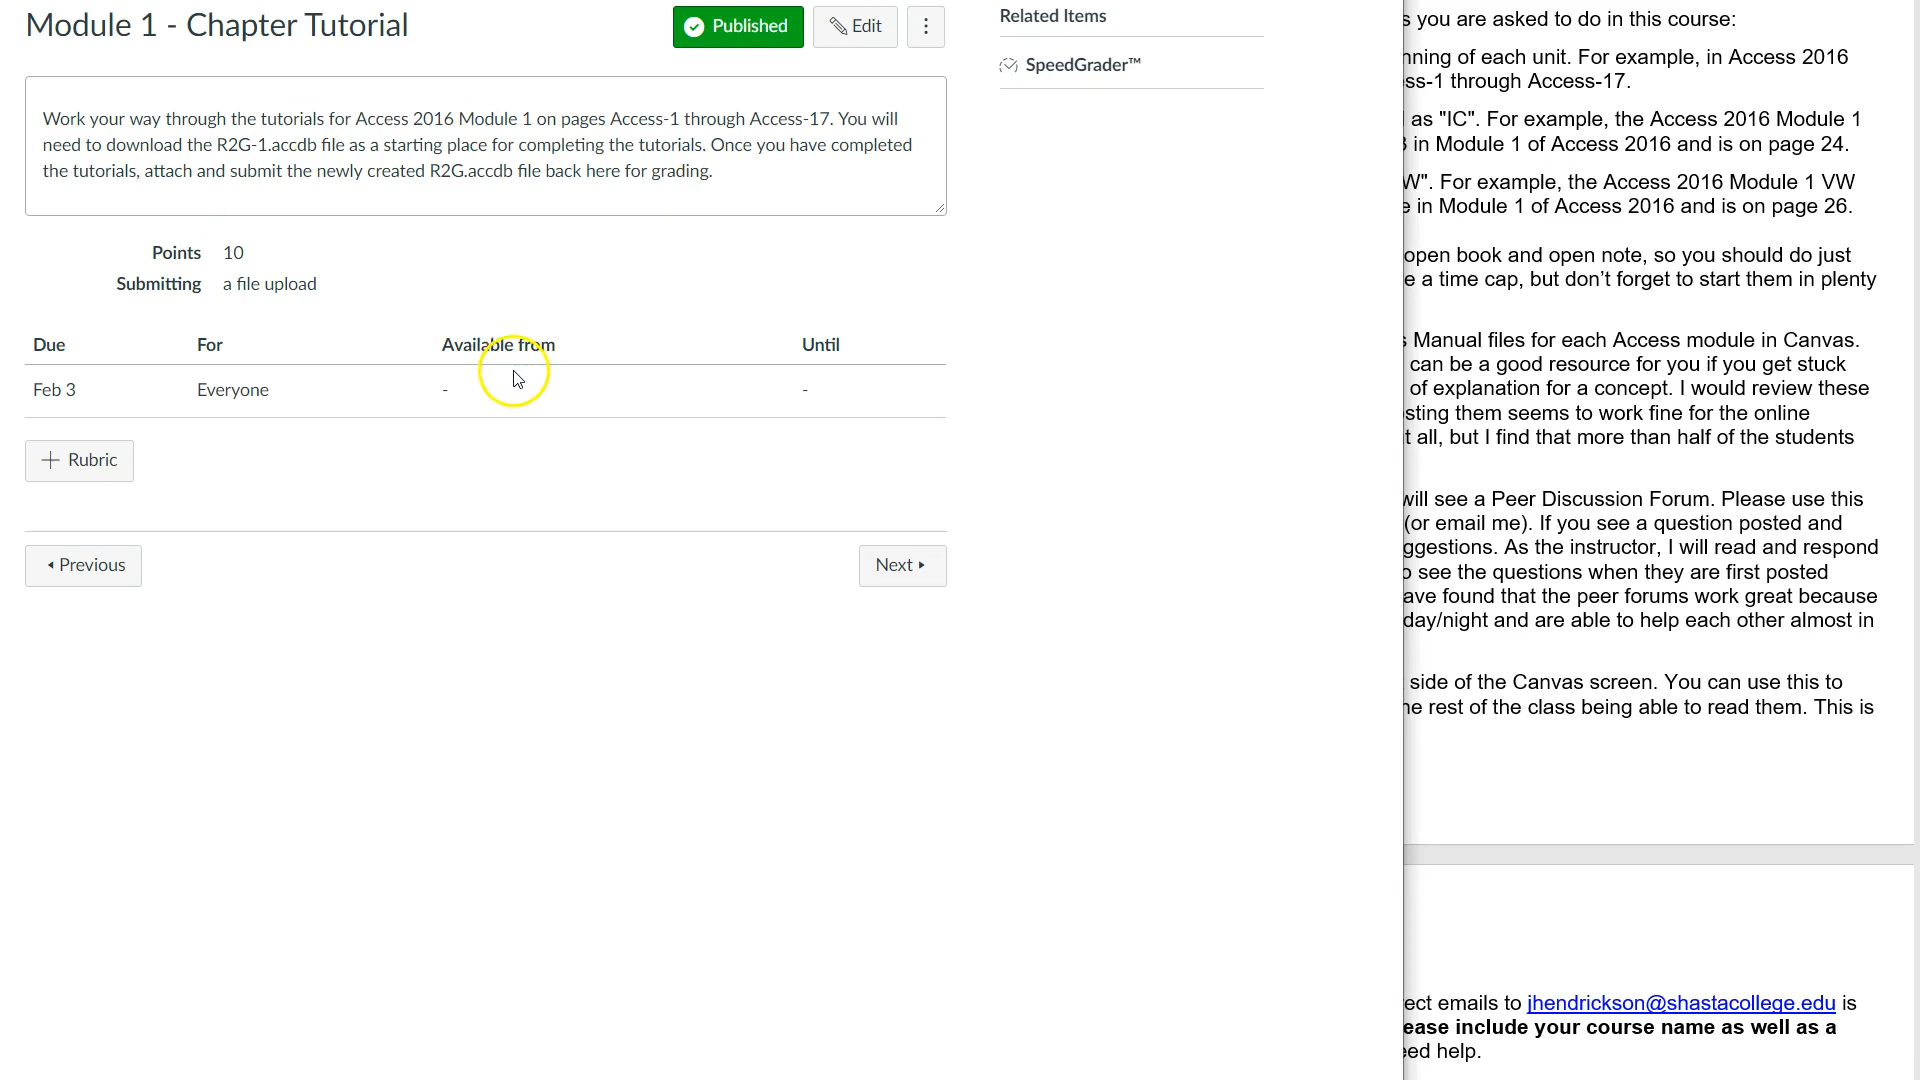 Module 1 - Chapter Tutorial
Published
Edit
Work your way through the tutorials for Access 2016 Module 1 on pages Access-1 through Access-17. You will
need to download the R2G-1.accdb file as a starting place for completing the tutorials. Once you have completed
the tutorials, attach and submit the newly created R2G.accdb file back here for grading.
Points 10
Submitting a file upload
Due For Available from Until
Feb 3 Everyone - -
Rubric
Previous
Next
Related Items
SpeedGrader™
s you are asked to do in this course:
nning of each unit. For example, in Access 2016
ess-1 through Access-17.
as "IC". For example, the Access 2016 Module 1
in Module 1 of Access 2016 and is on page 24.
W". For example, the Access 2016 Module 1 VW
e in Module 1 of Access 2016 and is on page 26.
open book and open note, so you should do just
e a time cap, but don’t forget to start them in plenty
s Manual files for each Access module in Canvas.
can be a good resource for you if you get stuck
of explanation for a concept. I would review these
sting them seems to work fine for the online
t all, but I find that more than half of the students
will see a Peer Discussion Forum. Please use this
(or email me). If you see a question posted and
ggestions. As the instructor, I will read and respond
o see the questions when they are first posted
ave found that the peer forums work great because
day/night and are able to help each other almost in
side of the Canvas screen. You can use this to
he rest of the class being able to read them. This is
ect emails to jhendrickson@shastacollege.edu is
ease include your course name as well as a
eed help.